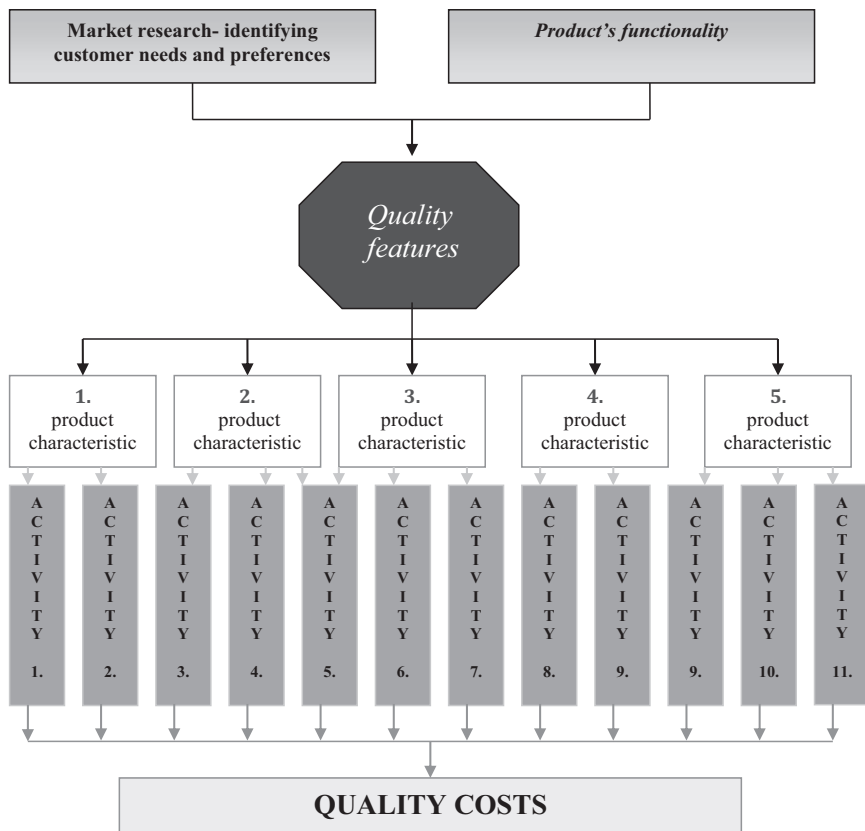 Market research- identifying
customer needs and preferences
Product's functionality
Quality
features
1.
product
characteristic
2.
product
characteristic
3.
product
characteristic
4.
product
characteristic
5.
product
characteristic
ACTIVITY
1.
ACTIVITY
2.
ACTIVITY
3.
ACTIVITY
4.
ACTIVITY
5.
ACTIVITY
6.
ACTIVITY
7.
ACTIVITY
8.
ACTIVITY
9.
ACTIVITY
9.
ACTIVITY
10.
ACTIVITY
11.
QUALITY COSTS